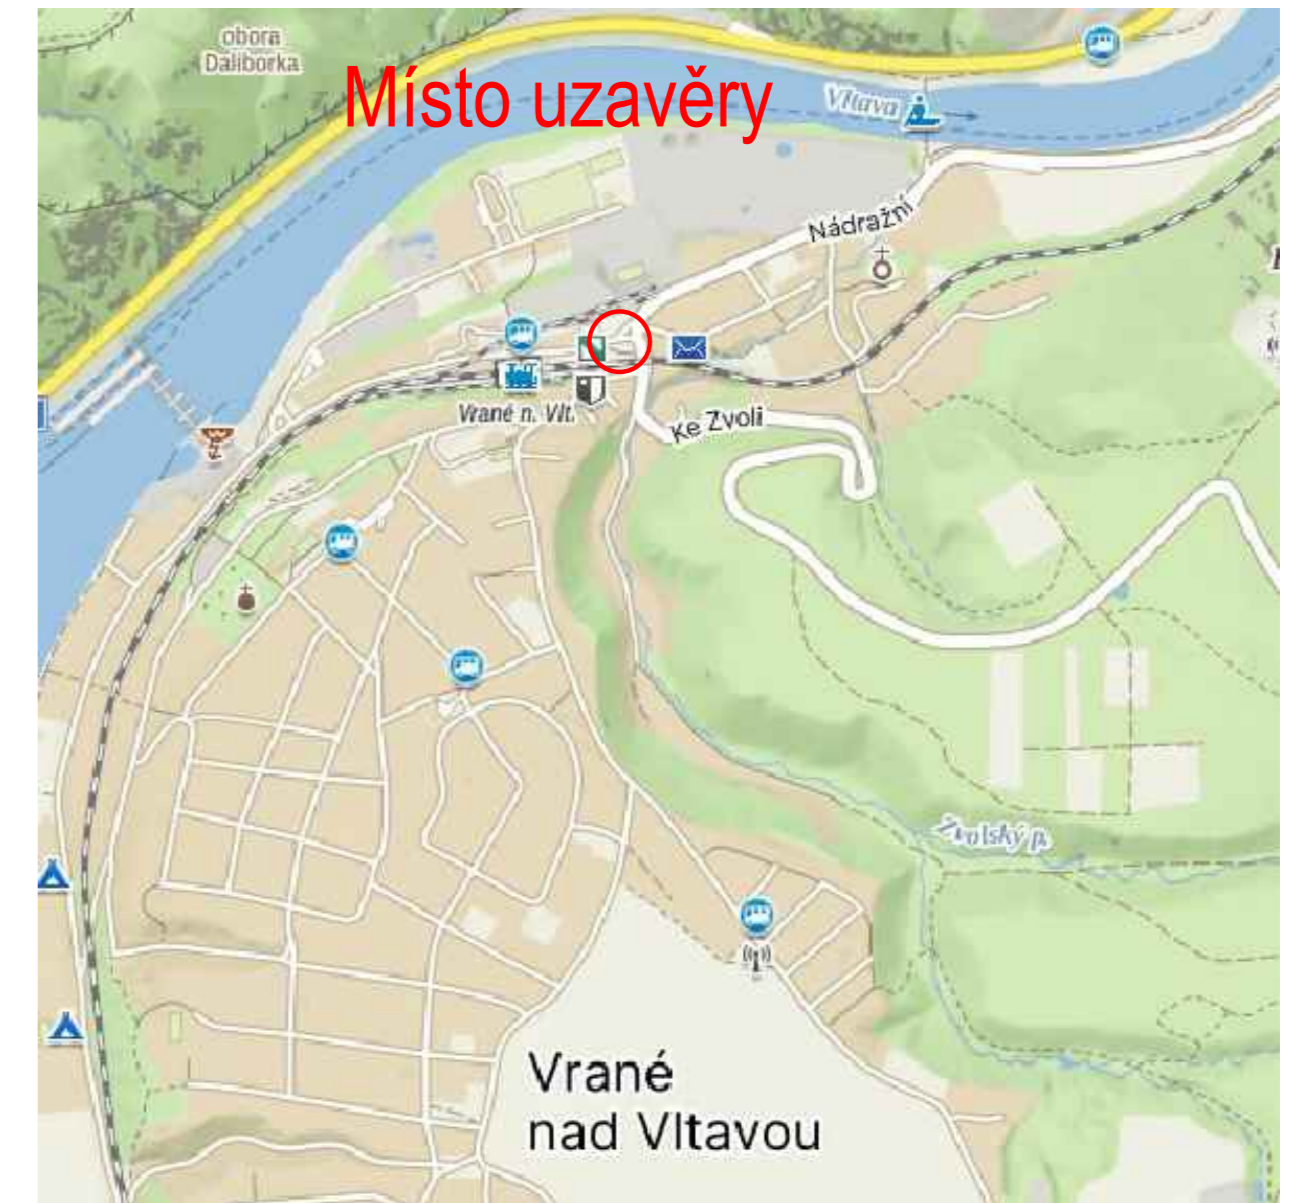 obora
Daliborka
Místo uzavěry
Vltava
Nádražní
Vrané n. Vlt.
Ke Zvoli
Zvolský p.
Vrané
nad Vltavou